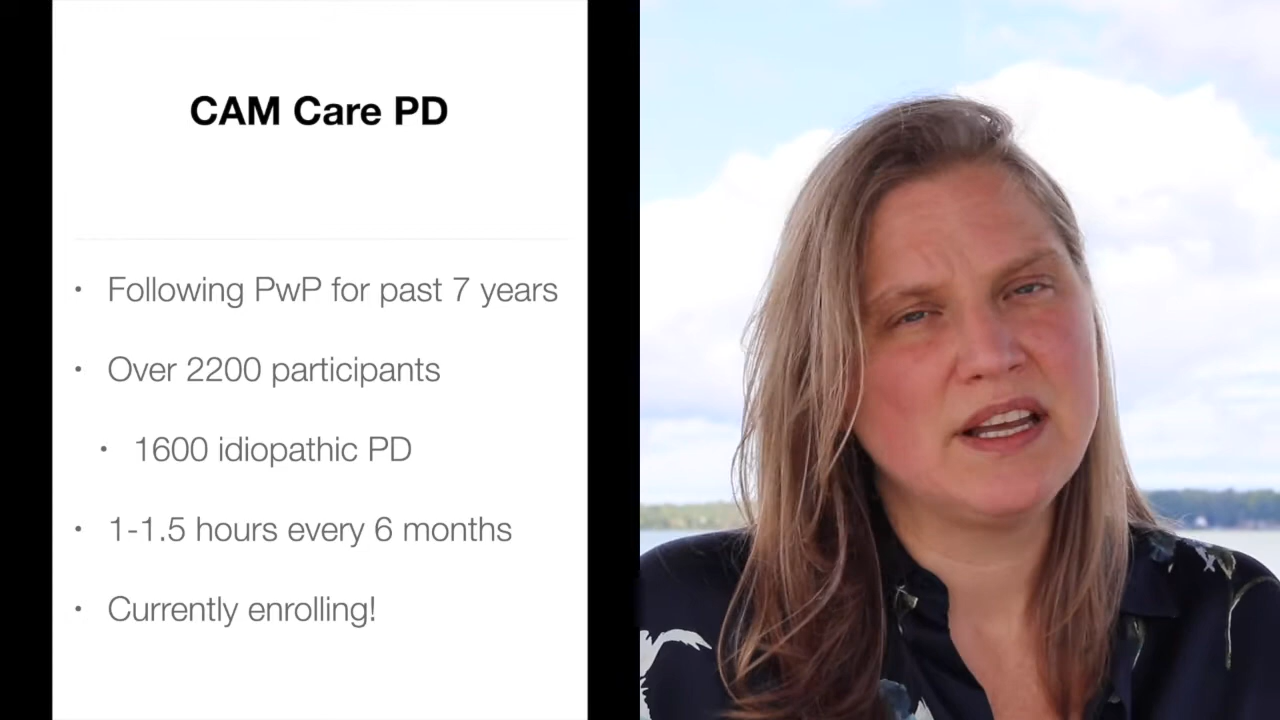 CAM Care PD
• Following PwP for past 7 years
• Over 2200 participants
• 1600 idiopathic PD
• 1-1.5 hours every 6 months
• Currently enrolling!